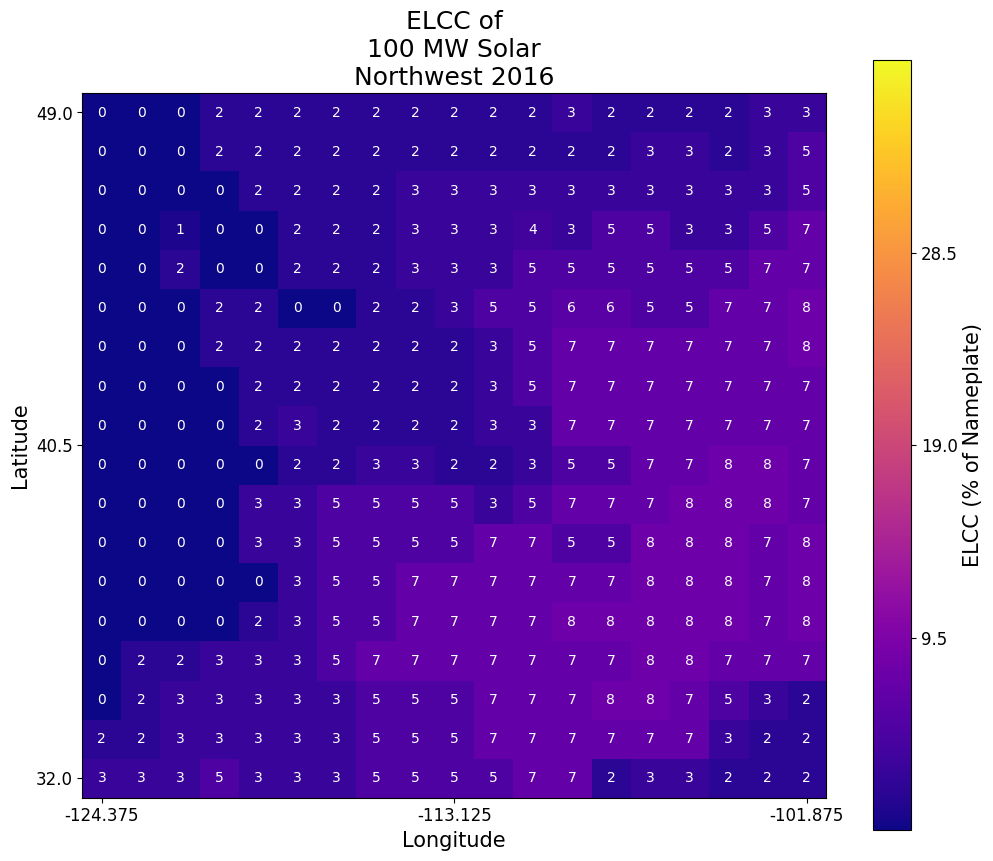 ELCC of
100 MW Solar
Northwest 2016
49.0
0 0 0 2 2 2 2 2 2 2 2 2 3 2 2 2 2 3 3
0 0 0 2 2 2 2 2 2 2 2 2 2 2 3 3 2 3 5
0 0 0 0 2 2 2 2 3 3 3 3 3 3 3 3 3 3 5
0 0 1 0 0 2 2 2 3 3 3 4 3 5 5 3 3 5 7
0 0 2 0 0 2 2 2 3 3 3 5 5 5 5 5 5 7 7
28.5
0 0 0 2 2 0 0 2 2 3 5 5 6 6 5 5 7 7 8
0 0 0 2 2 2 2 2 2 2 3 5 7 7 7 7 7 7 8
0 0 0 0 2 2 2 2 2 2 3 5 7 7 7 7 7 7 7
0 0 0 0 2 3 2 2 2 2 3 3 7 7 7 7 7 7 7
40.5
19.0
0 0 0 0 0 2 2 3 3 2 2 3 5 5 7 7 8 8 7
0 0 0 0 3 3 5 5 5 5 3 5 7 7 7 8 8 8 7
0 0 0 0 3 3 5 5 5 5 7 7 5 5 8 8 8 7 8
0 0 0 0 0 3 5 5 7 7 7 7 7 7 8 8 8 7 8
0 0 0 0 2 3 5 5 7 7 7 7 8 8 8 8 8 7 8
9.5
0 2 2 3 3 3 5 7 7 7 7 7 7 7 8 8 7 7 7
0 2 3 3 3 3 3 5 5 5 7 7 7 8 8 7 5 3 2
2 2 3 3 3 3 3 5 5 5 7 7 7 7 7 7 3 2 2
32.0
3 3 3 5 3 3 3 5 5 5 5 7 7 2 3 3 2 2 2
-124.375
-113.125
-101.875
Longitude
Latitude
ELCC (% of Nameplate)